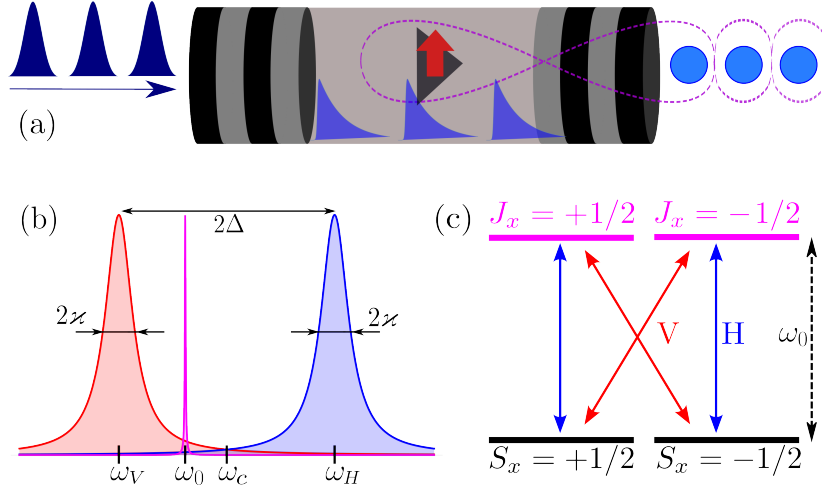 (a)
(b)
2Δ
2ϰ
2ϰ
ω_V
ω_0
ω_c
ω_H
(c)
J_x = +1/2
J_x = −1/2
V
H
ω_0
S_x = +1/2
S_x = −1/2